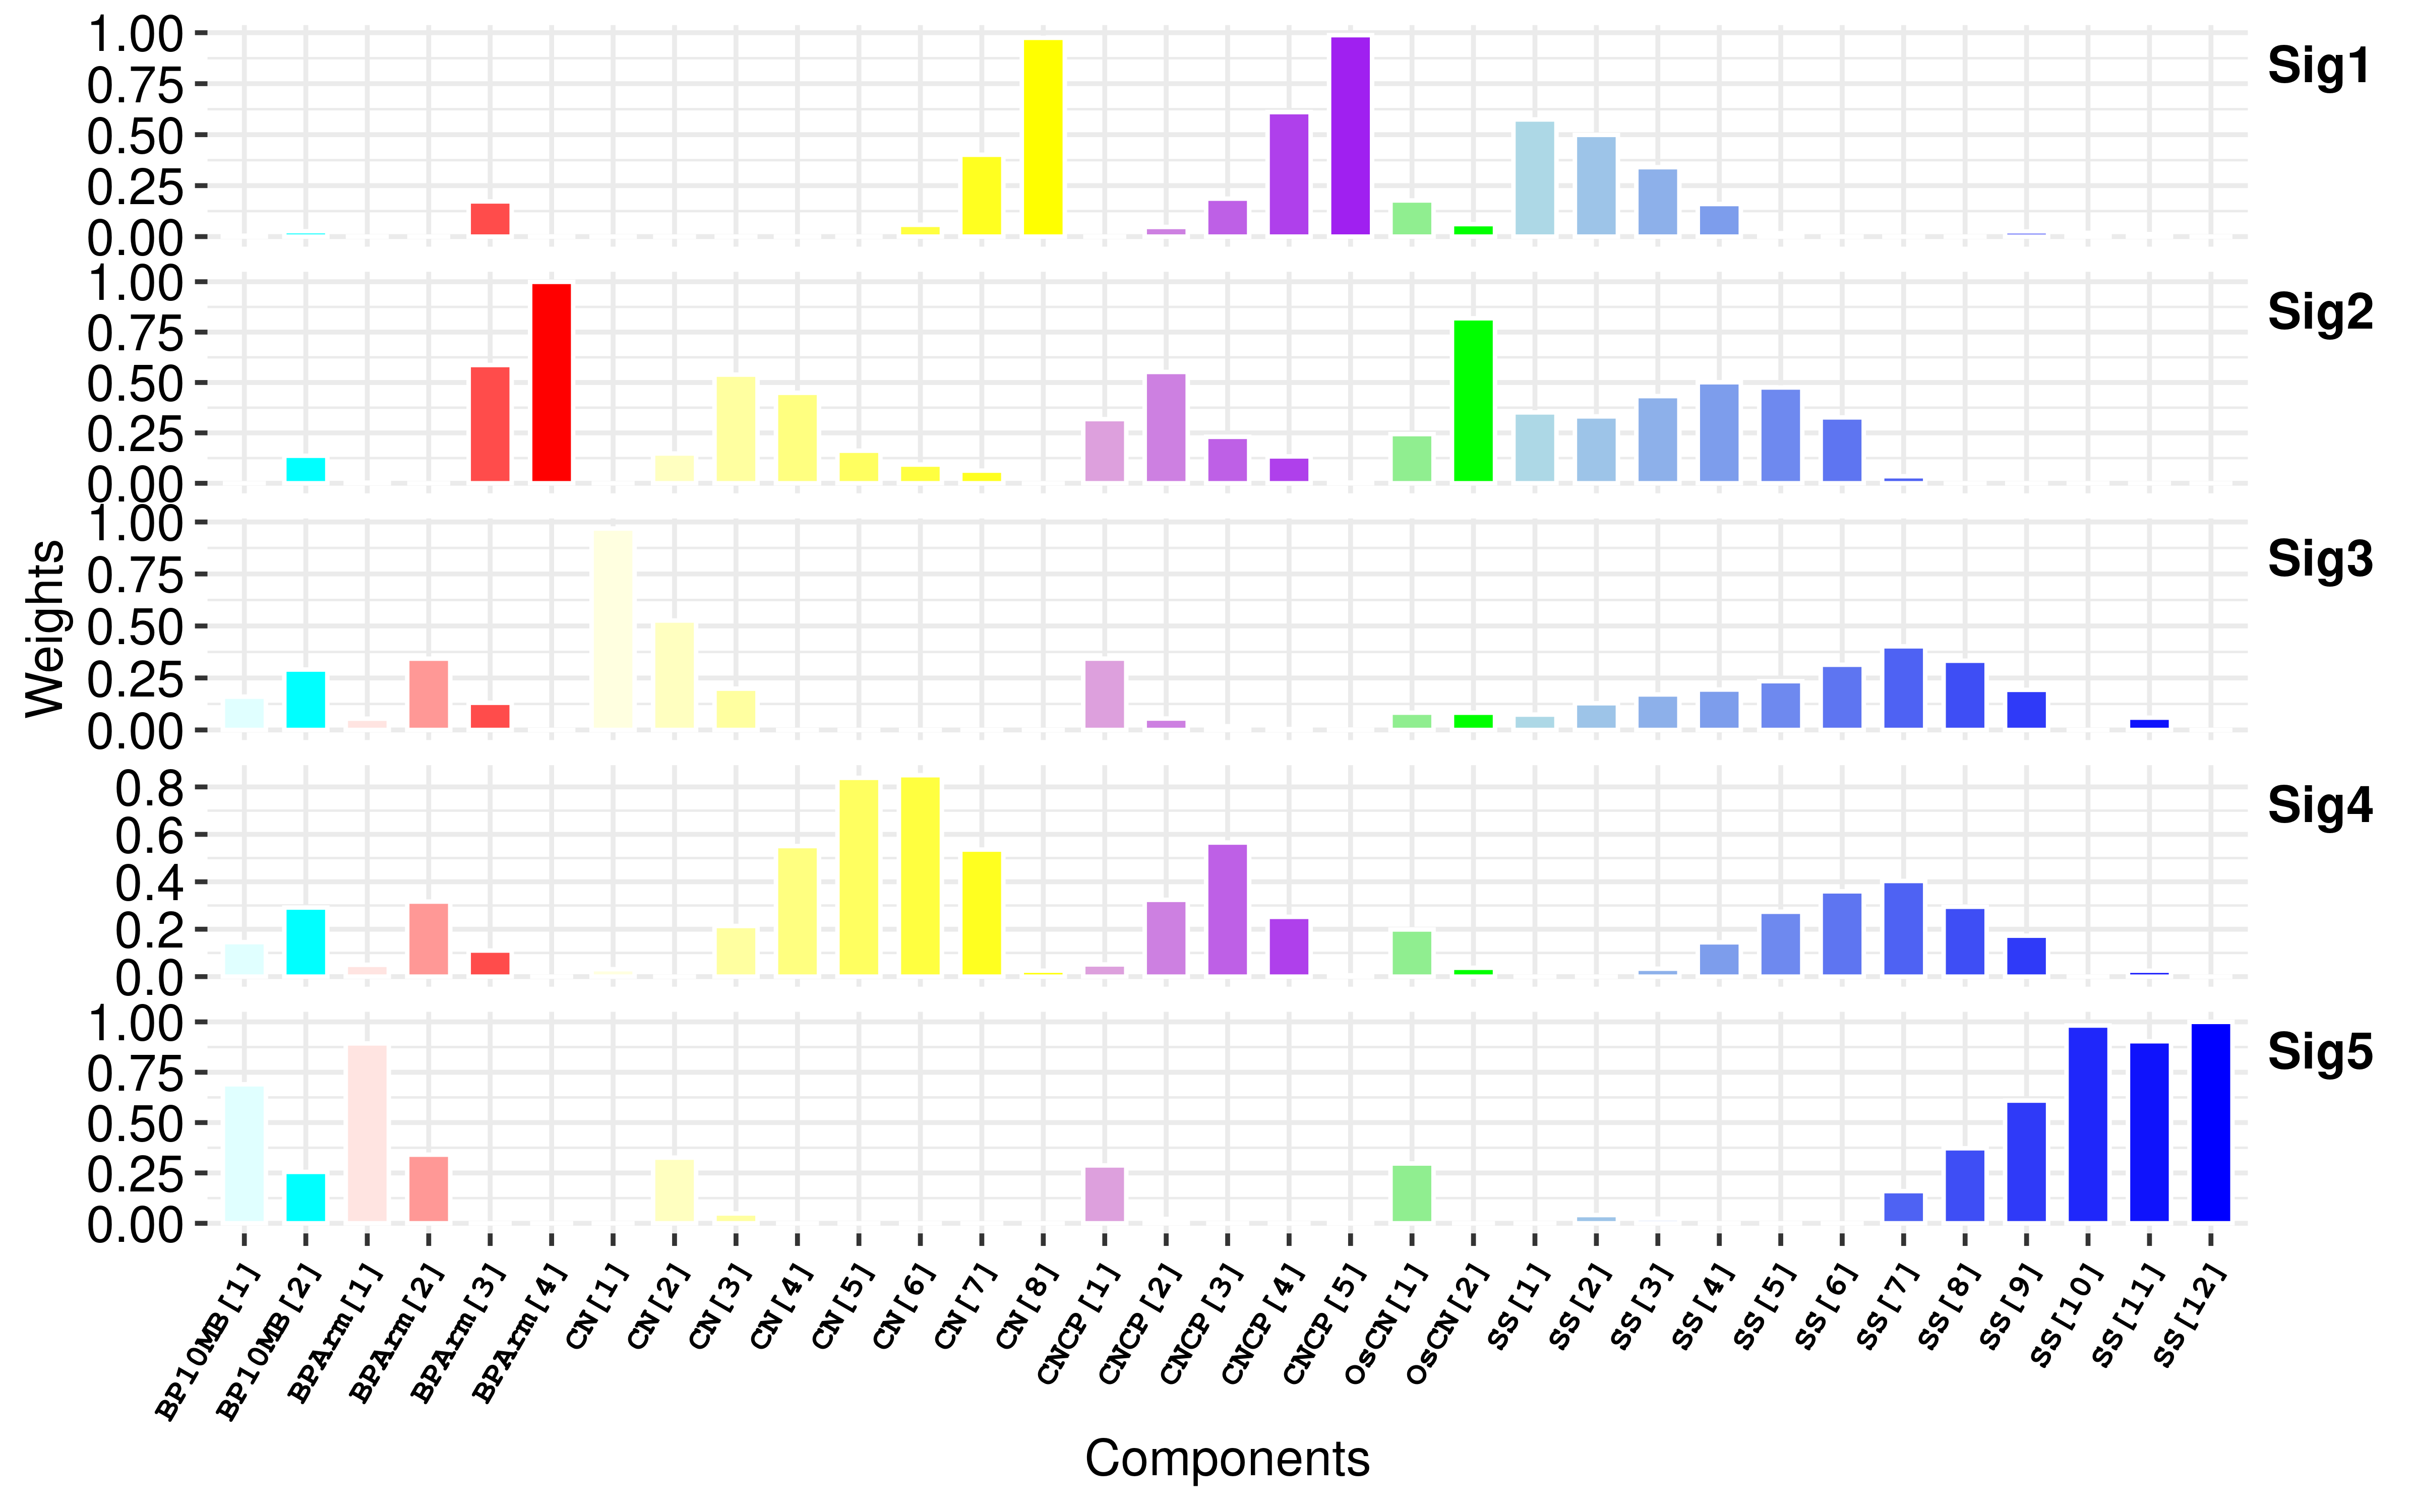 Weights
1.00
0.75
0.50
0.25
0.00
Sig1
1.00
0.75
0.50
0.25
0.00
Sig2
1.00
0.75
0.50
0.25
0.00
Sig3
0.8
0.6
0.4
0.2
0.0
Sig4
1.00
0.75
0.50
0.25
0.00
Sig5
BP10MB[1]
BP10MB[2]
BPArm[1]
BPArm[2]
BPArm[3]
BPArm[4]
CN[1]
CN[2]
CN[3]
CN[4]
CN[5]
CN[6]
CN[7]
CN[8]
CNCP[1]
CNCP[2]
CNCP[3]
CNCP[4]
CNCP[5]
OsCN[1]
OsCN[2]
SS[1]
SS[2]
SS[3]
SS[4]
SS[5]
SS[6]
SS[7]
SS[8]
SS[9]
SS[10]
SS[11]
SS[12]
Components